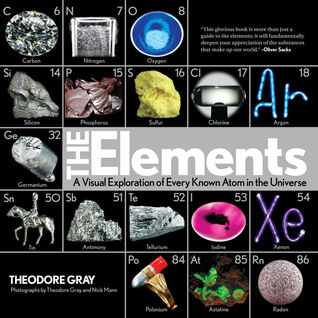 C 6 N 7 O 8
Carbon Nitrogen Oxygen
"This glorious book is more than just a
guide to the elements; it will fundamentally
deepen your appreciation of the substances
that make up our world." –Oliver Sacks
Si 14 P 15 S 16 Cl 17 Ar 18
Silicon Phosphorus Sulfur Chlorine Argon
Ge 32
Germanium
THE Elements
A Visual Exploration of Every Known Atom in the Universe
Sn 50 Sb 51 Te 52 I 53 Xe 54
Tin Antimony Tellurium Iodine Xenon
THEODORE GRAY
Photographs by Theodore Gray and Nick Mann
Po 84 At 85 Rn 86
Polonium Astatine Radon